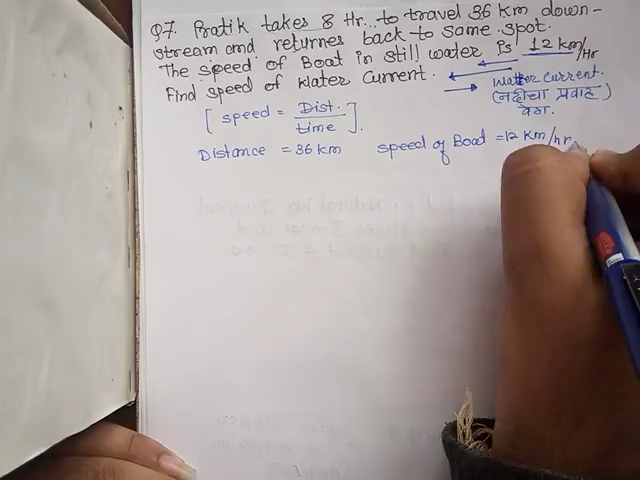 Q7. Pratik takes 8 Hr...to travel 36 Km down-
stream and returnes back to same spot.
The speed of Boat in still water is 12 km/Hr
Find speed of Water Current.
Water current.
(नदीचा प्रवाह)
वेग.
[speed = Dist. / time].
Distance = 36 Km speed of Boat = 12 Km/hr